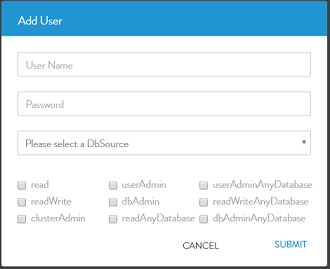 Add User
User Name
Password
Please select a DbSource
read userAdmin userAdminAnyDatabase
readWrite dbAdmin readWriteAnyDatabase
clusterAdmin readAnyDatabase dbAdminAnyDatabase
CANCEL SUBMIT